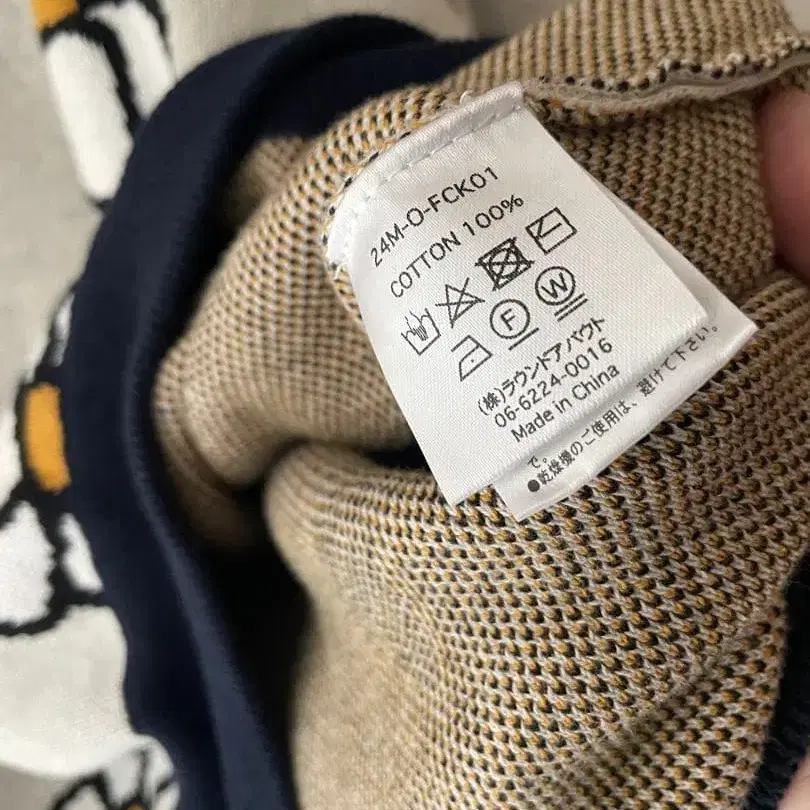 24M-O-FCK01
COTTON 100%
F W
(株)ラウンドアバウト
06-6224-0016
Made in China
で。
●乾燥機のご使用は、避けて下さい。